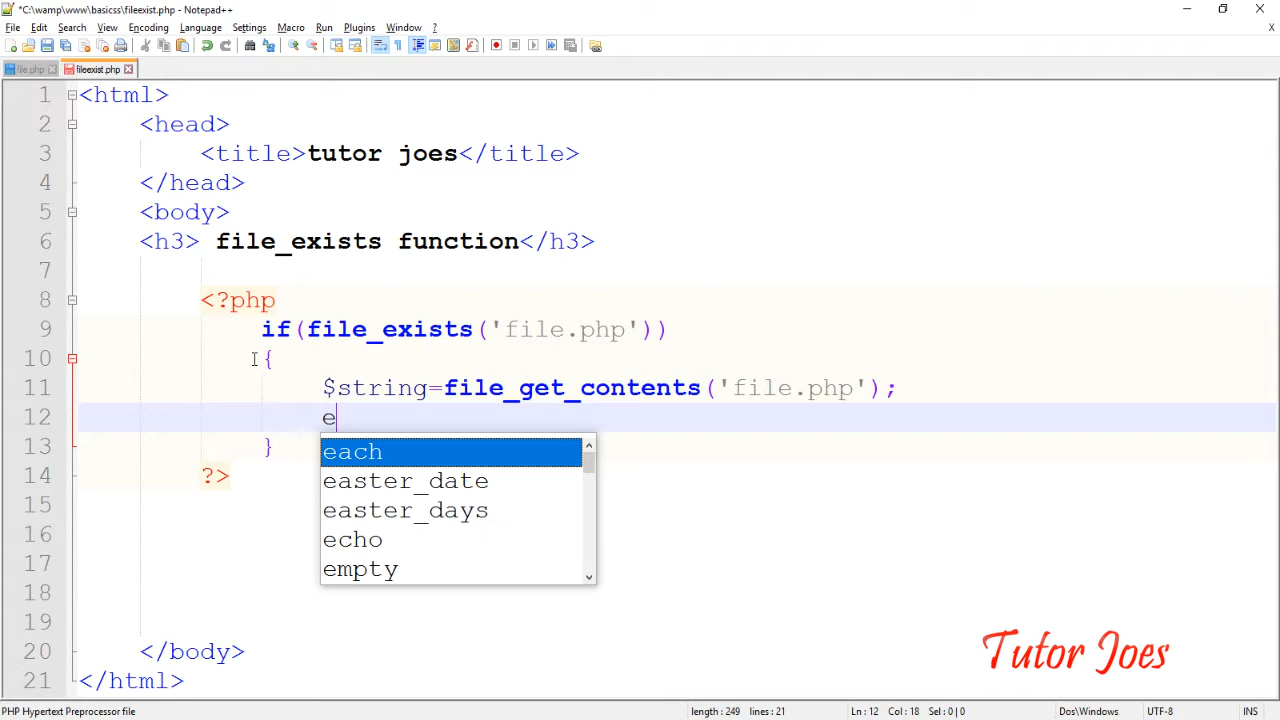 *C:\wamp\www\basicss\fileexist.php - Notepad++
File Edit Search View Encoding Language Settings Macro Run Plugins Window ?
X
file.php fileexist.php
1 <html>
2 <head>
3 <title>tutor joes</title>
4 </head>
5 <body>
6 <h3> file_exists function</h3>
7
8 <?php
9 if(file_exists('file.php'))
10 {
11 $string=file_get_contents('file.php');
12 e
each
easter_date
easter_days
echo
empty
13 }
14 ?>
15
16
17
18
19
20 </body>
21 </html>
Tutor Joes
PHP Hypertext Preprocessor file length : 249 lines : 21 Ln : 12 Col : 18 Sel : 0 | 0 Dos\Windows UTF-8 INS